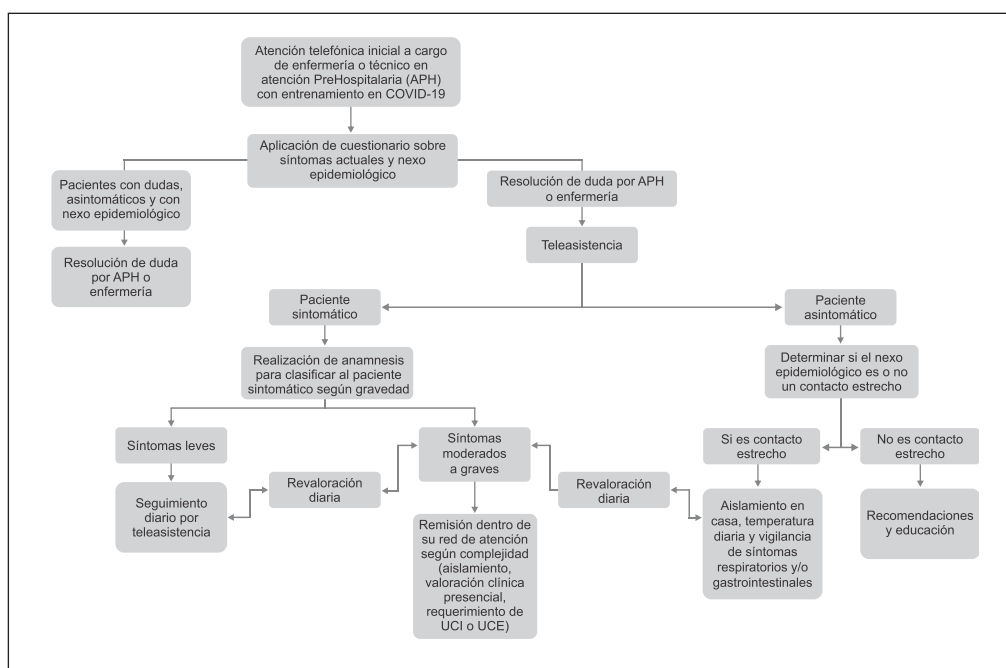 Atención telefónica inicial a cargo
de enfermería o técnico en
atención PreHospitalaria (APH)
con entrenamiento en COVID-19
Aplicación de cuestionario sobre
síntomas actuales y nexo
epidemiológico
Pacientes con dudas,
asintomáticos y con
nexo epidemiológico
Resolución de duda por APH
o enfermería
Resolución de duda
por APH o
enfermería
Teleasistencia
Paciente
sintomático
Paciente
asintomático
Realización de anamnesis
para clasificar al paciente
sintomático según gravedad
Determinar si el nexo
epidemiológico es o no
un contacto estrecho
Síntomas leves
Síntomas
moderados
a graves
Si es contacto
estrecho
No es contacto
estrecho
Seguimiento
diario por
teleasistencia
Revaloración
diaria
Revaloración
diaria
Remisión dentro de
su red de atención
según complejidad
(aislamiento,
valoración clínica
presencial,
requerimiento de
UCI o UCE)
Aislamiento en
casa, temperatura
diaria y vigilancia
de síntomas
respiratorios y/o
gastrointestinales
Recomendaciones
y educación